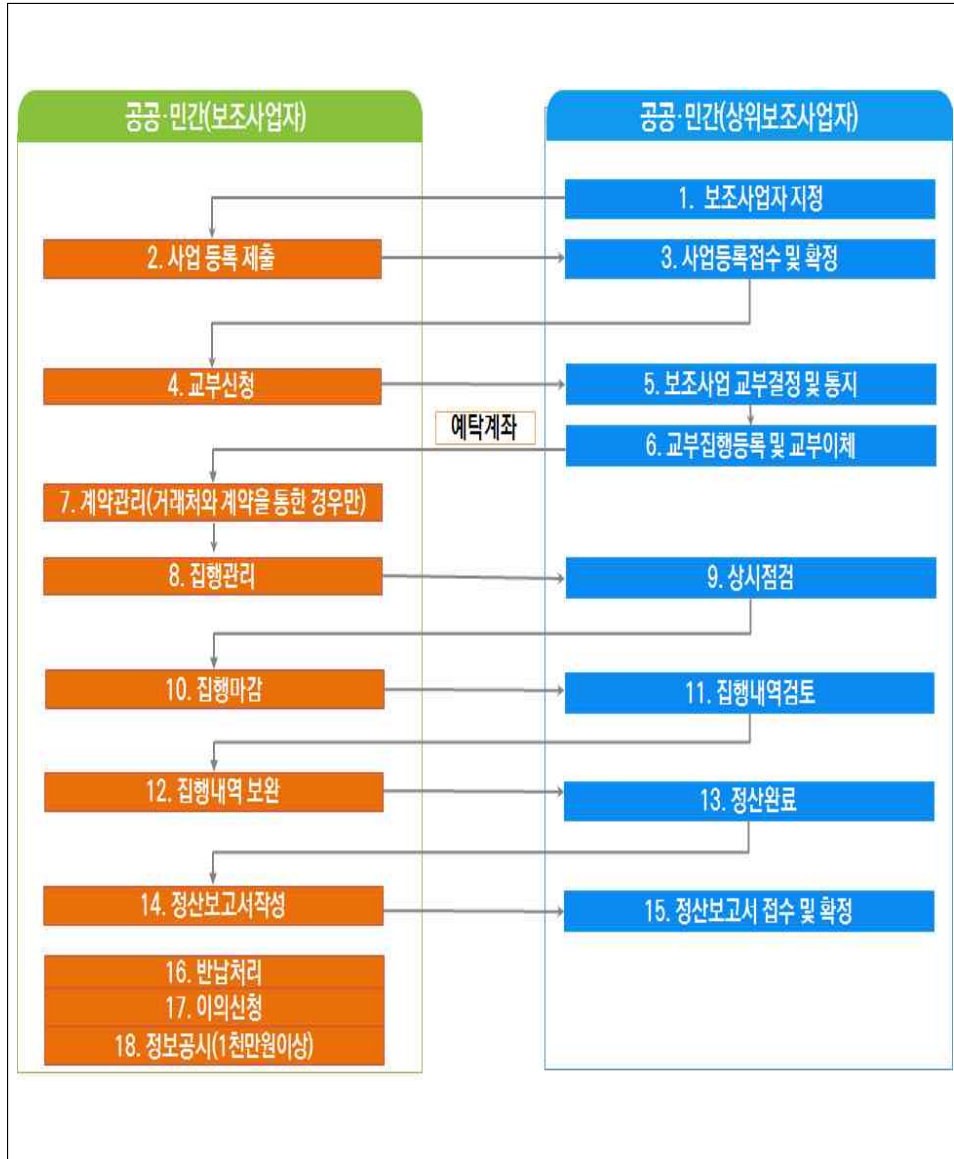 공공·민간(보조사업자)
공공·민간(상위보조사업자)
1. 보조사업자 지정
2. 사업 등록 제출
3. 사업등록접수 및 확정
4. 교부신청
5. 보조사업 교부결정 및 통지
예탁계좌
6. 교부집행등록 및 교부이체
7. 계약관리(거래처와 계약을 통한 경우만)
8. 집행관리
9. 상시점검
10. 집행마감
11. 집행내역검토
12. 집행내역 보완
13. 정산완료
14. 정산보고서작성
15. 정산보고서 접수 및 확정
16. 반납처리
17. 이의신청
18. 정보공시(1천만원이상)